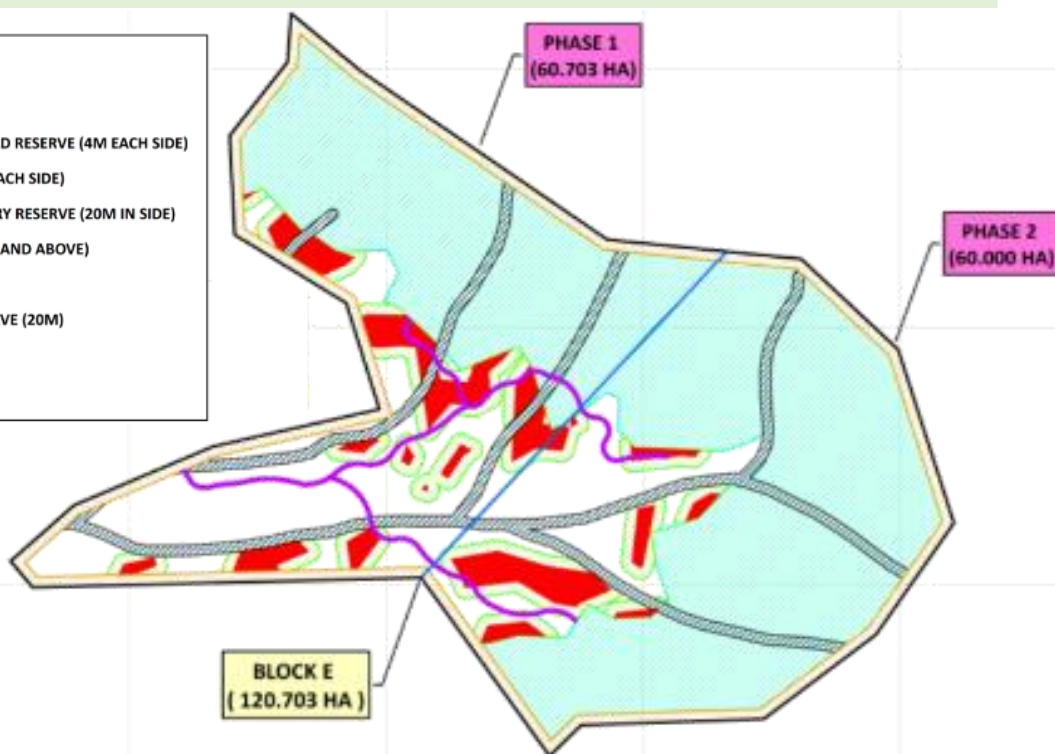 PHASE 1
(60.703 HA)
D RESERVE (4M EACH SIDE)
ACH SIDE)
RY RESERVE (20M IN SIDE)
AND ABOVE)
VE (20M)
PHASE 2
(60.000 HA)
BLOCK E
( 120.703 HA )